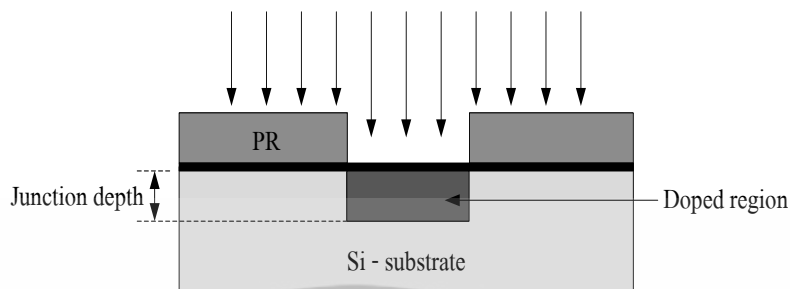 PR
Junction depth
Doped region
Si - substrate